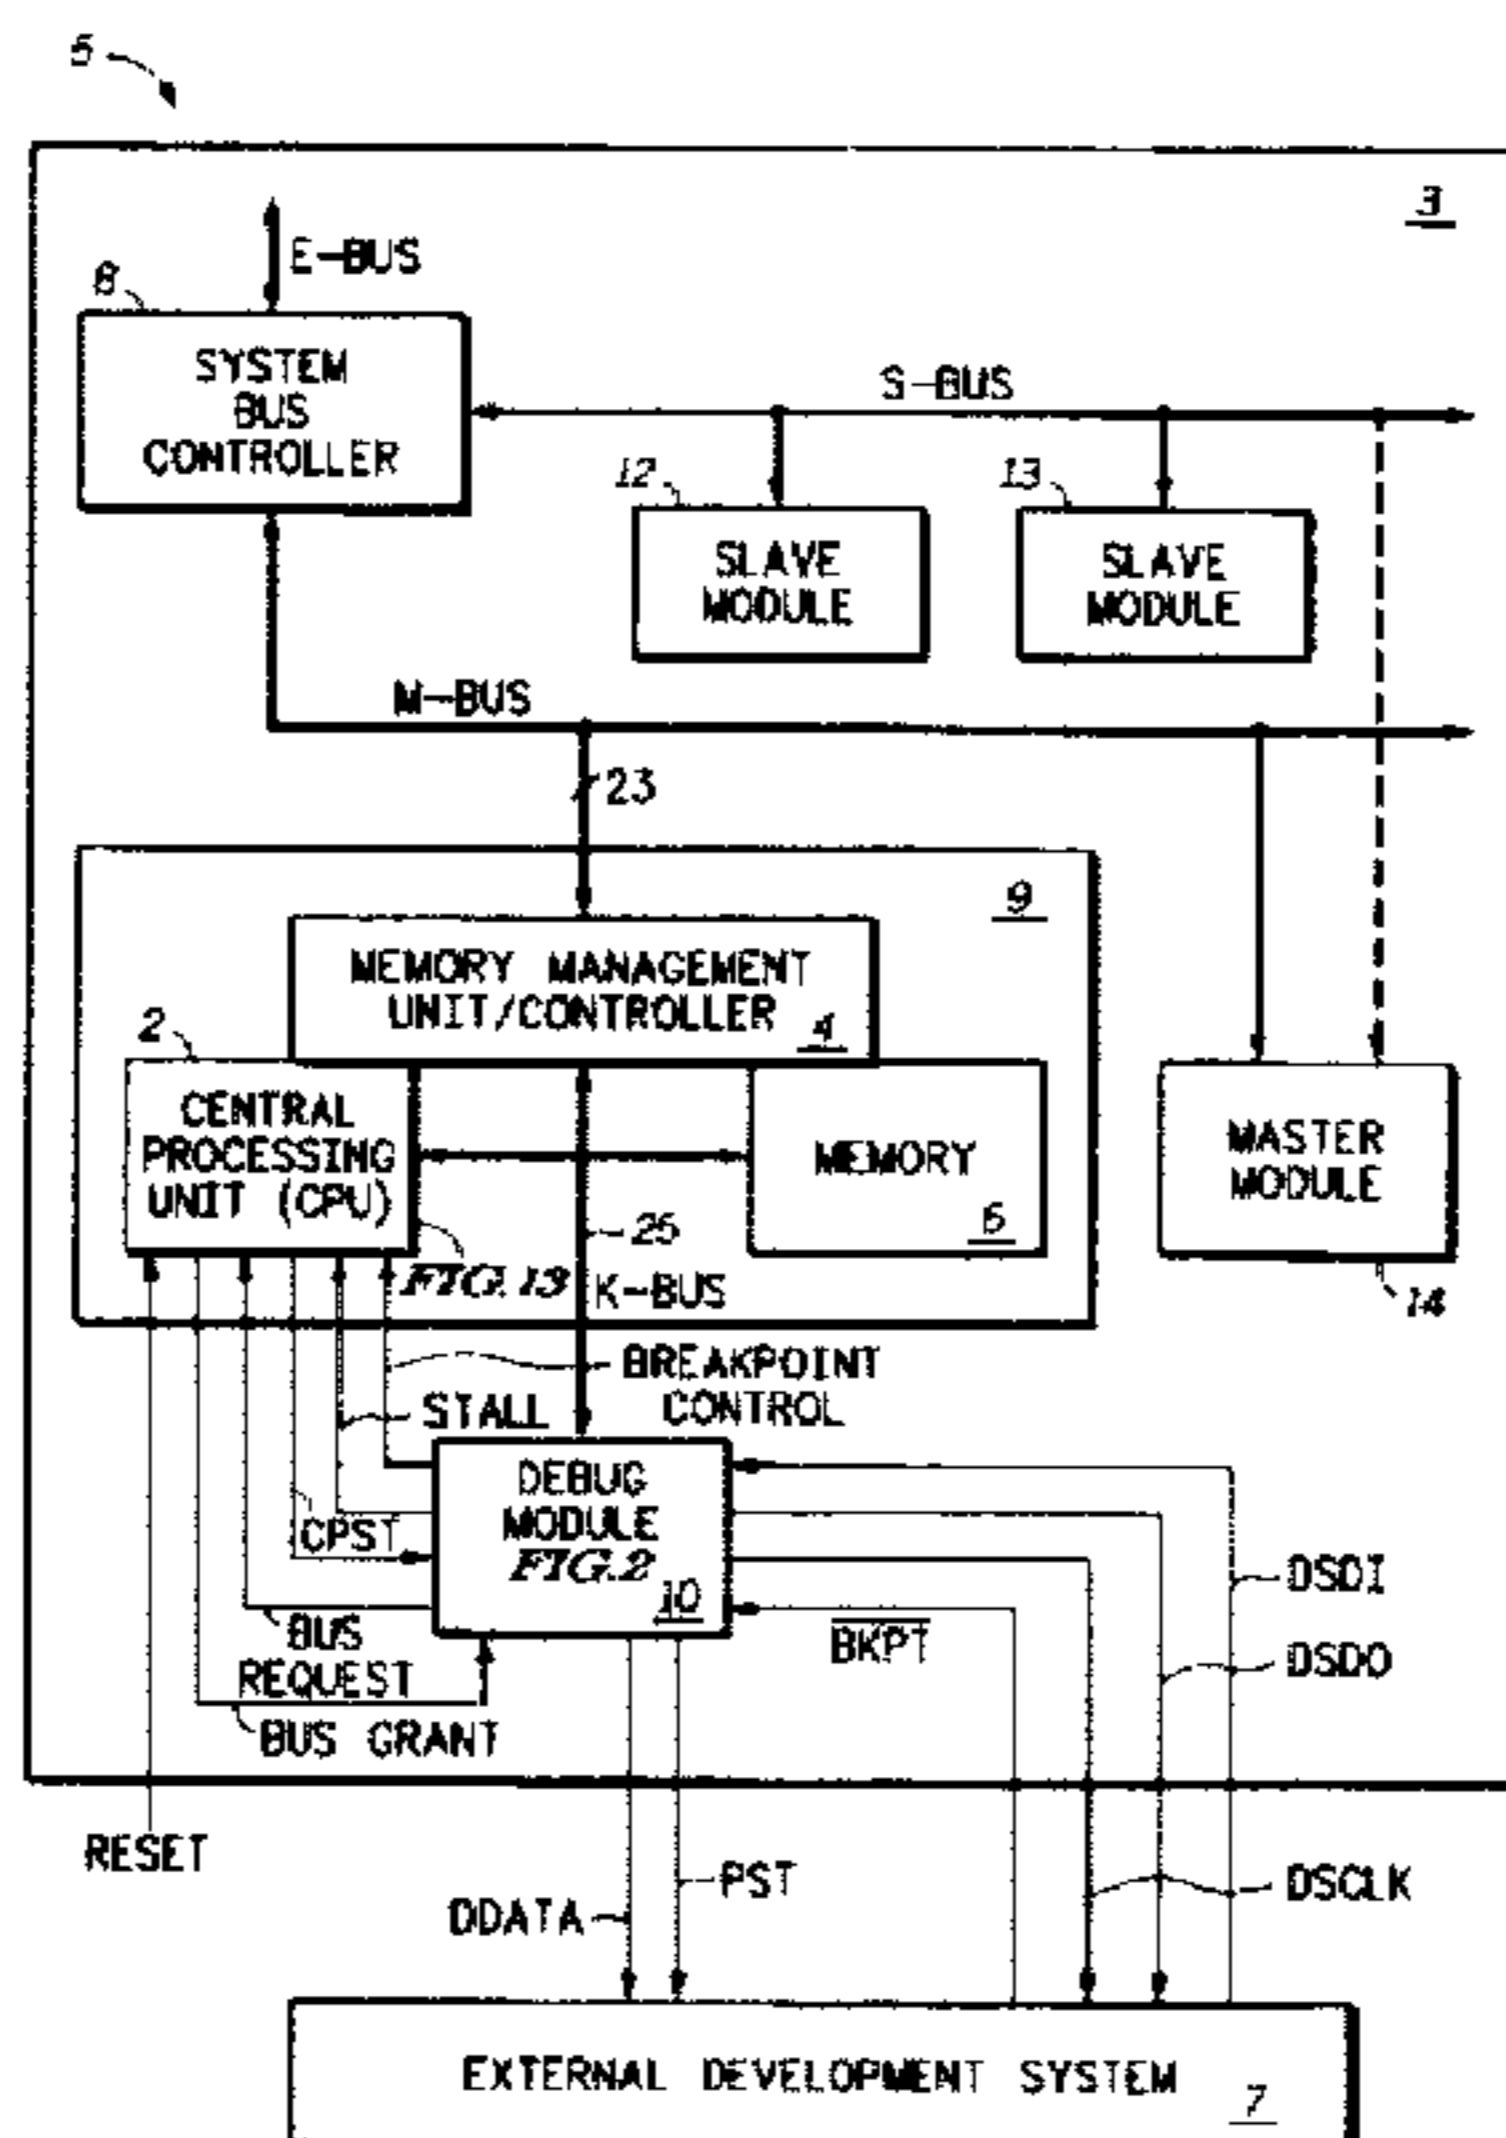 5
3
E-BUS
8
SYSTEM
BUS
CONTROLLER
S-BUS
12
SLAVE
MODULE
13
SLAVE
MODULE
M-BUS
23
9
MEMORY MANAGEMENT
UNIT/CONTROLLER
4
2
CENTRAL
PROCESSING
UNIT (CPU)
MEMORY
6
MASTER
MODULE
14
25
FIG. 13
K-BUS
BREAKPOINT
CONTROL
STALL
DEBUG
MODULE
FIG.2
10
CPST
BUS
REQUEST
BUS GRANT
BKPT
DSDI
DSDO
RESET
PST
DDATA
DSCLK
EXTERNAL DEVELOPMENT SYSTEM
7